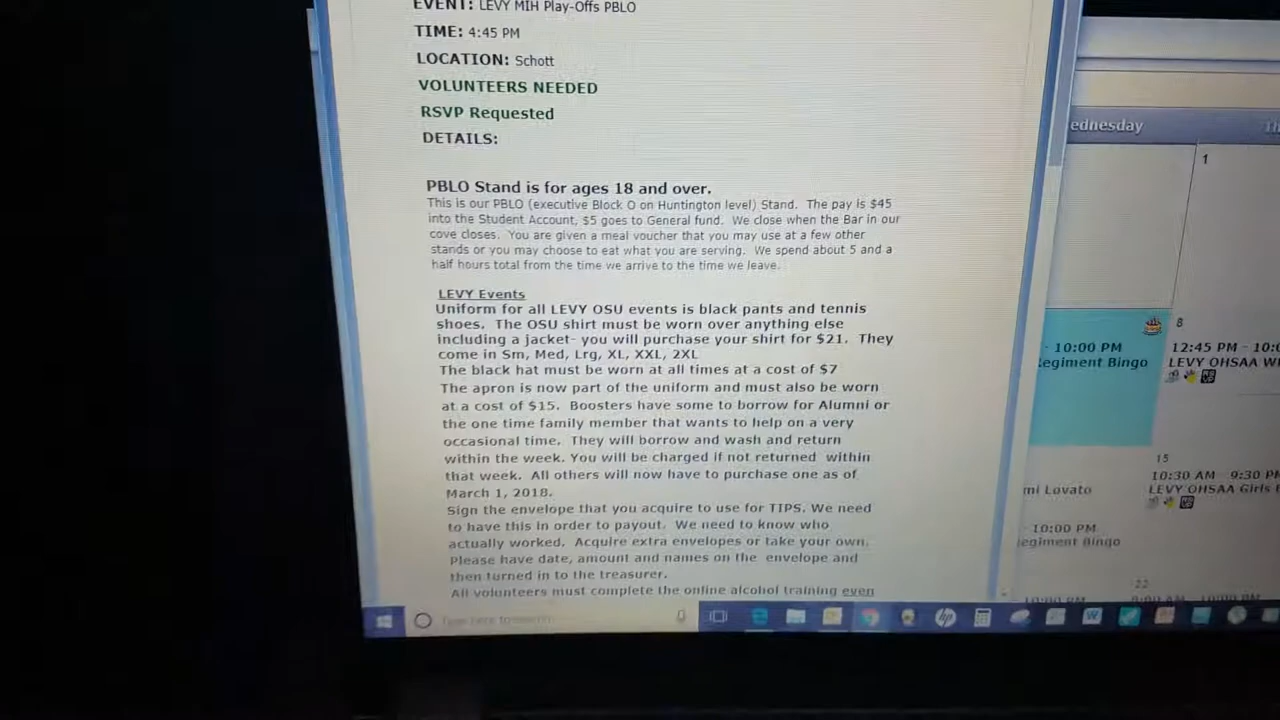 EVENT: LEVY MIH Play-Offs PBLO
TIME: 4:45 PM
LOCATION: Schott
VOLUNTEERS NEEDED
RSVP Requested
DETAILS:
PBLO Stand is for ages 18 and over.
This is our PBLO (executive Block O on Huntington level) Stand. The pay is $45
into the Student Account, $5 goes to General fund. We close when the Bar in our
cove closes. You are given a meal voucher that you may use at a few other
stands or you may choose to eat what you are serving. We spend about 5 and a
half hours total from the time we arrive to the time we leave.
LEVY Events
Uniform for all LEVY OSU events is black pants and tennis
shoes. The OSU shirt must be worn over anything else
including a jacket- you will purchase your shirt for $21. They
come in Sm, Med, Lrg, XL, XXL, 2XL
The black hat must be worn at all times at a cost of $7
The apron is now part of the uniform and must also be worn
at a cost of $15. Boosters have some to borrow for Alumni or
the one time family member that wants to help on a very
occasional time. They will borrow and wash and return
within the week. You will be charged if not returned within
that week. All others will now have to purchase one as of
March 1, 2018.
Sign the envelope that you acquire to use for TIPS. We need
to have this in order to payout. We need to know who
actually worked. Acquire extra envelopes or take your own.
Please have date, amount and names on the envelope and
then turned in to the treasurer.
All volunteers must complete the online alcohol training even
ednesday
Th
1
8
- 10:00 PM
Regiment Bingo
12:45 PM - 10:0
LEVY OHSAA W
15
mi Lovato
10:30 AM - 9:30 PM
LEVY OHSAA Girls
- 10:00 PM
egiment Bingo
22
Type here to search
hp